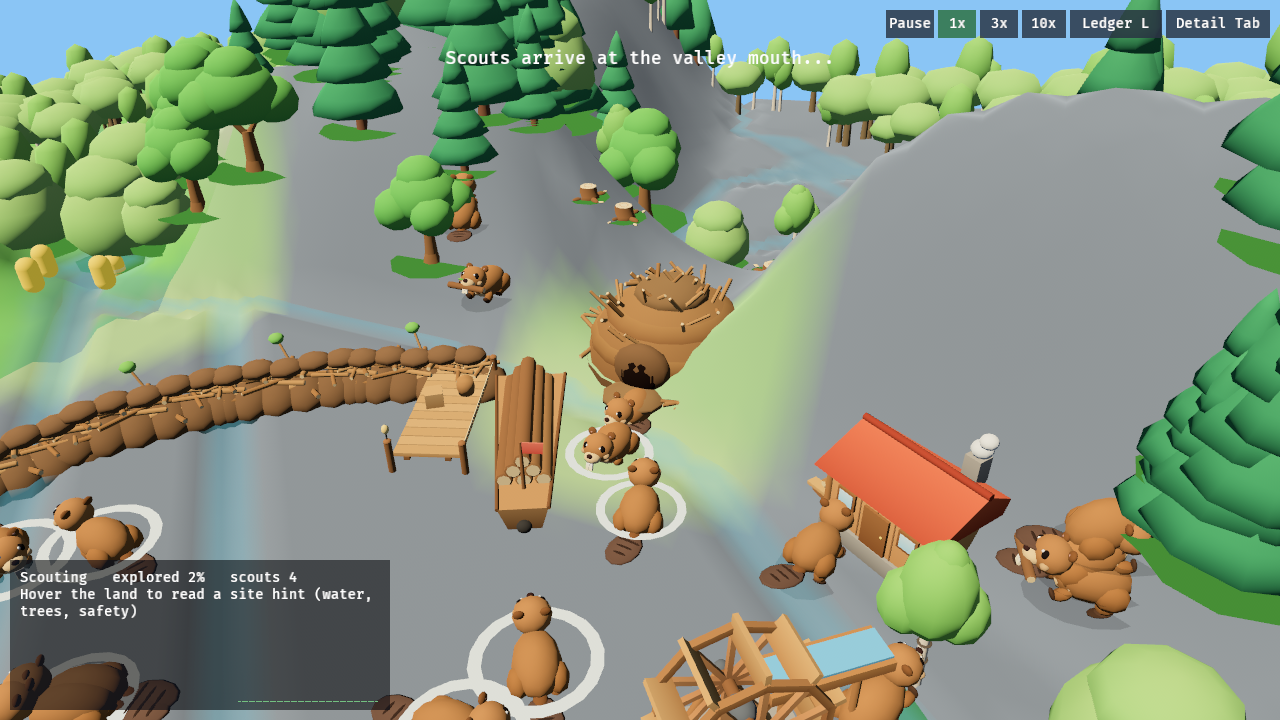 Pause 1x 3x 10x Ledger L Detail Tab
Scouts arrive at the valley mouth...
Scouting explored 2% scouts 4
Hover the land to read a site hint (water,
trees, safety)